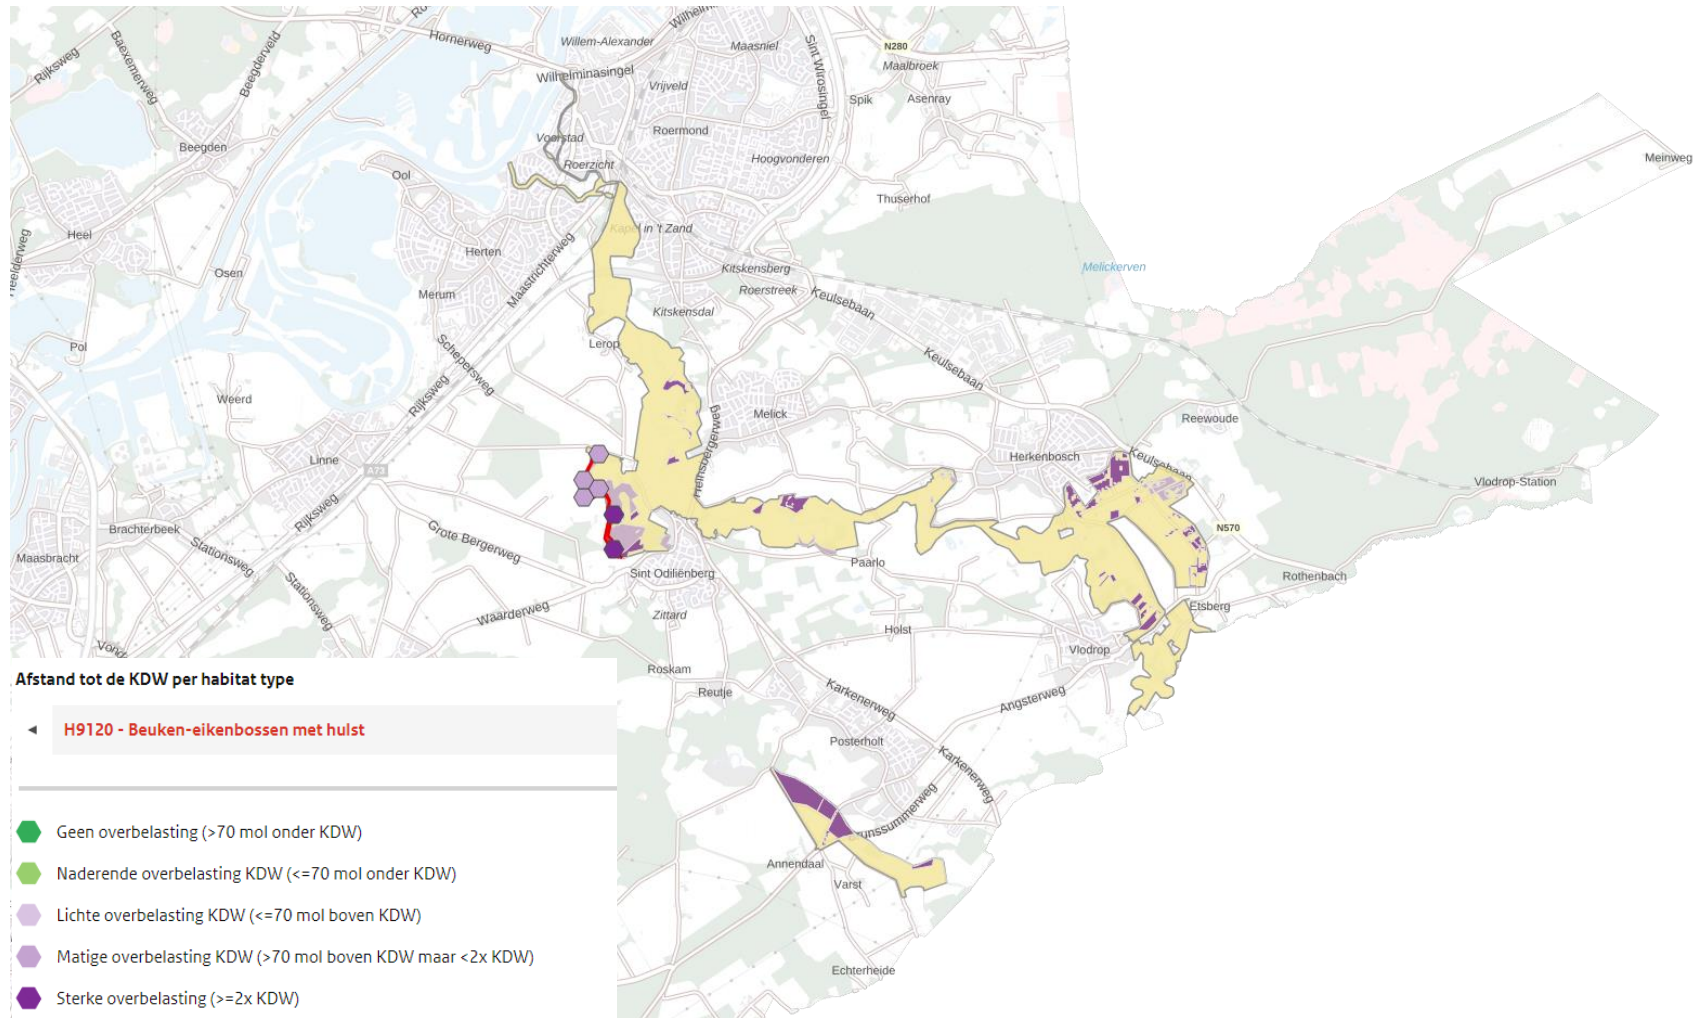 Hornerweg
Willem-Alexander
Maasniel
Wilhelminasingel
Sint Wirosingel
N280
Maalbroek
Rijksweg
Baexemerweg
Beegderveld
Vrijveld
Spik
Asenray
Beegden
Voorstad
Roermond
Roerzicht
Hoogvonderen
Meinweg
Ool
Thuserhof
Heel
Herten
Kapel in 't Zand
Osen
Maastrichterweg
Kitskensberg
Melickerven
Merum
Roerstreek
Keulsebaan
Kitskensdal
Pol
Lerop
Schepersweg
Keulsebaan
Weerd
Rijksweg
Melick
Reewoude
Heinsbergerweg
Linne
A73
Herkenbosch
Keulsebaan
Vlodrop-Station
Rijksweg
Brachterbeek
Grote Bergerweg
N570
Maasbracht
Stationsweg
Stationsweg
Sint Odiliënberg
Paarlo
Rothenbach
Waarderweg
Zittard
Etsberg
Holst
Vlodrop
Roskam
Reutje
Karkenerweg
Angsterweg
Posterholt
Karkenerweg
Annendaal
Varst
Echterheide
Afstand tot de KDW per habitat type
◄ H9120 - Beuken-eikenbossen met hulst
Geen overbelasting (>70 mol onder KDW)
Naderende overbelasting KDW (<=70 mol onder KDW)
Lichte overbelasting KDW (<=70 mol boven KDW)
Matige overbelasting KDW (>70 mol boven KDW maar <2x KDW)
Sterke overbelasting (>=2x KDW)